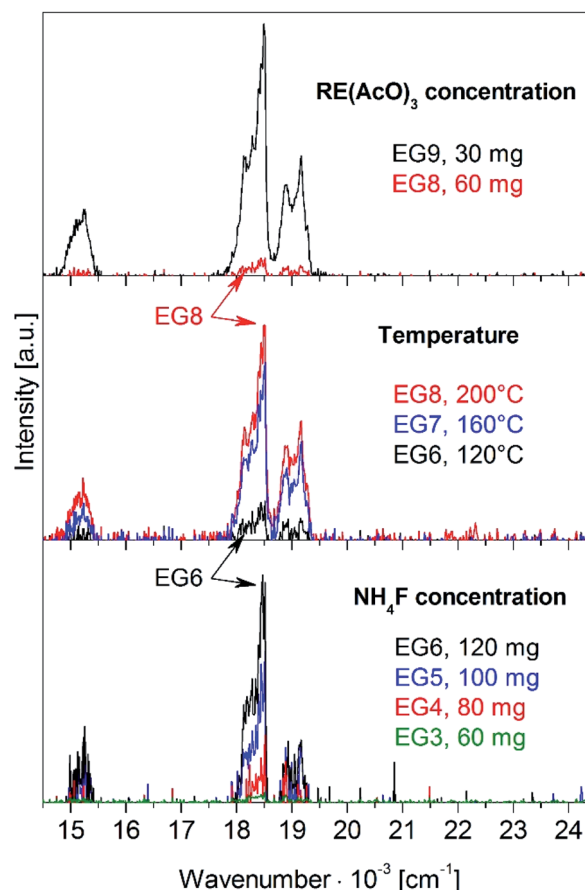 RE(AcO)₃ concentration
EG9, 30 mg
EG8, 60 mg
EG8
Temperature
EG8, 200°C
EG7, 160°C
EG6, 120°C
Intensity [a.u.]
EG6
NH₄F concentration
EG6, 120 mg
EG5, 100 mg
EG4, 80 mg
EG3, 60 mg
15 16 17 18 19 20 21 22 23 24
Wavenumber · 10⁻³ [cm⁻¹]